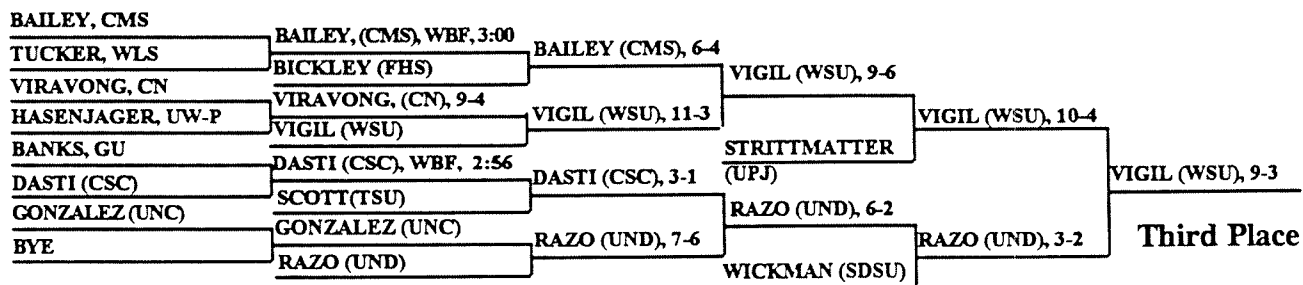 BAILEY, CMS
TUCKER, WLS
VIRAVONG, CN
HASENJAGER, UW-P
BANKS, GU
DASTI (CSC)
GONZALEZ (UNC)
BYE
BAILEY, (CMS), WBF, 3:00
BICKLEY (FHS)
VIRAVONG, (CN), 9-4
VIGIL (WSU)
DASTI (CSC), WBF, 2:56
SCOTT(TSU)
GONZALEZ (UNC)
RAZO (UND)
BAILEY (CMS), 6-4
VIGIL (WSU), 11-3
DASTI (CSC), 3-1
RAZO (UND), 7-6
VIGIL (WSU), 9-6
STRITTMATTER
(UPJ)
RAZO (UND), 6-2
WICKMAN (SDSU)
VIGIL (WSU), 10-4
RAZO (UND), 3-2
VIGIL (WSU), 9-3
Third Place